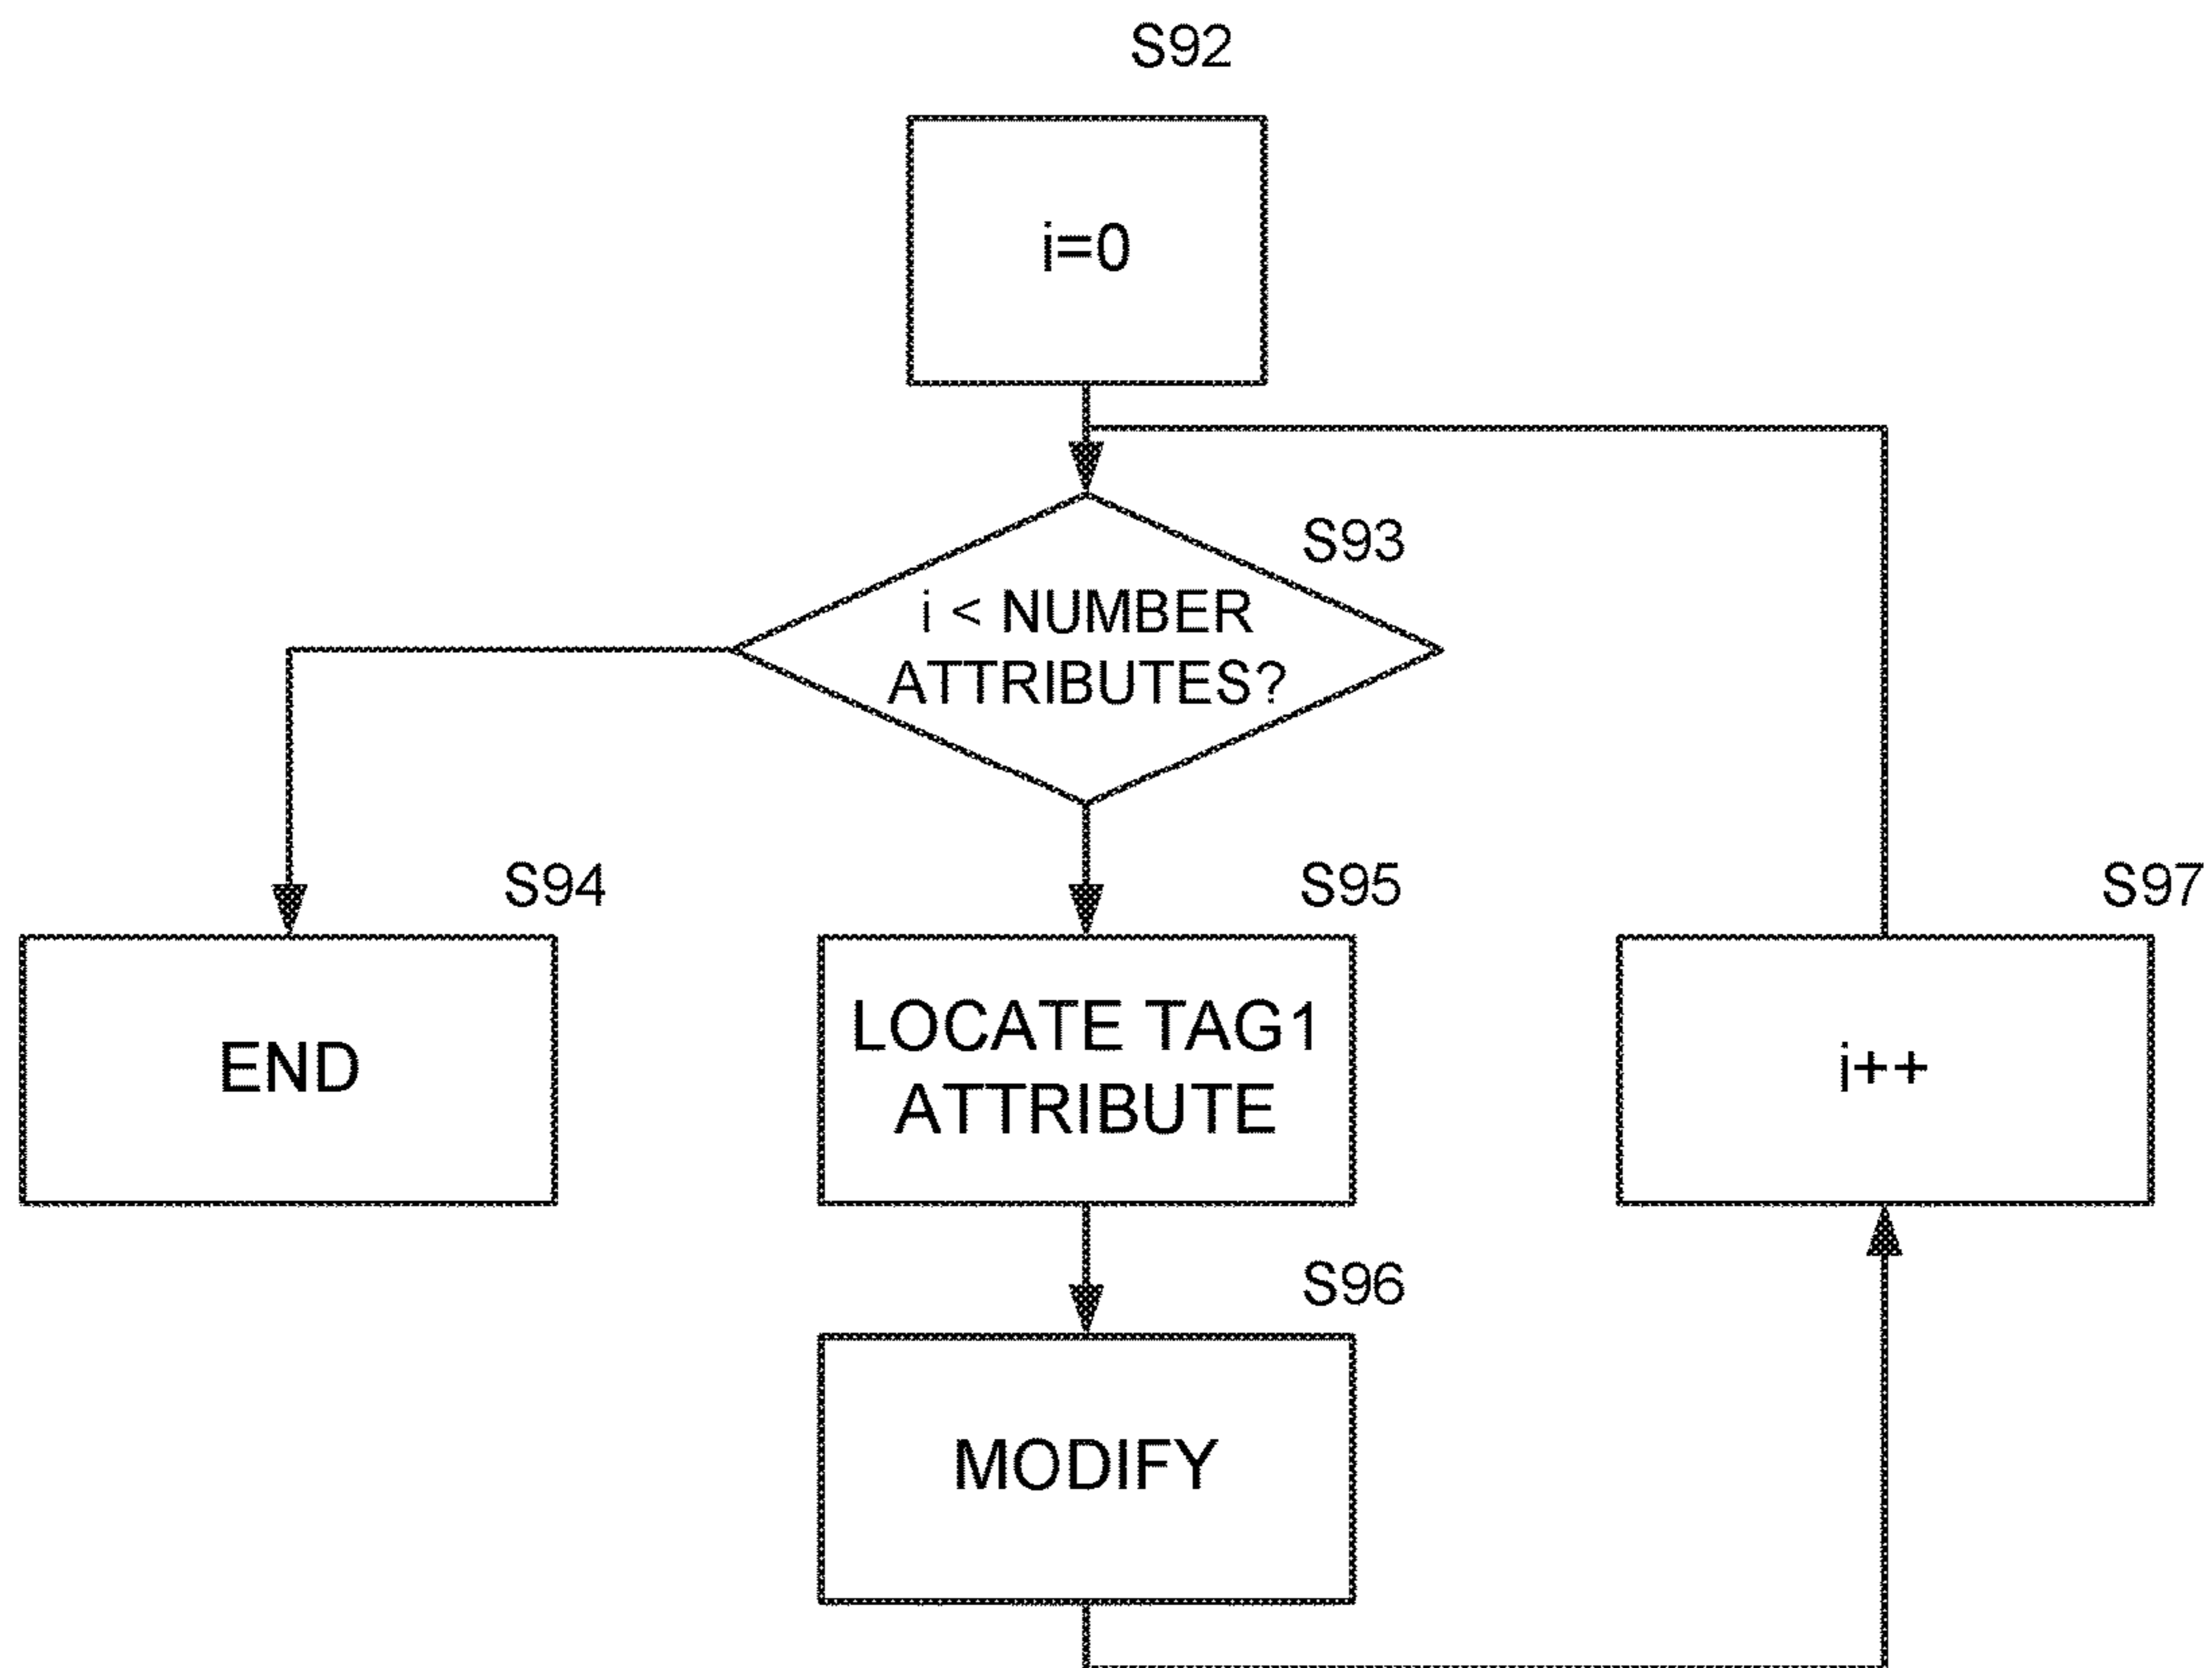 S92
i=0
S93
i < NUMBER
ATTRIBUTES?
S94
S95
S97
END
LOCATE TAG1
ATTRIBUTE
i++
S96
MODIFY